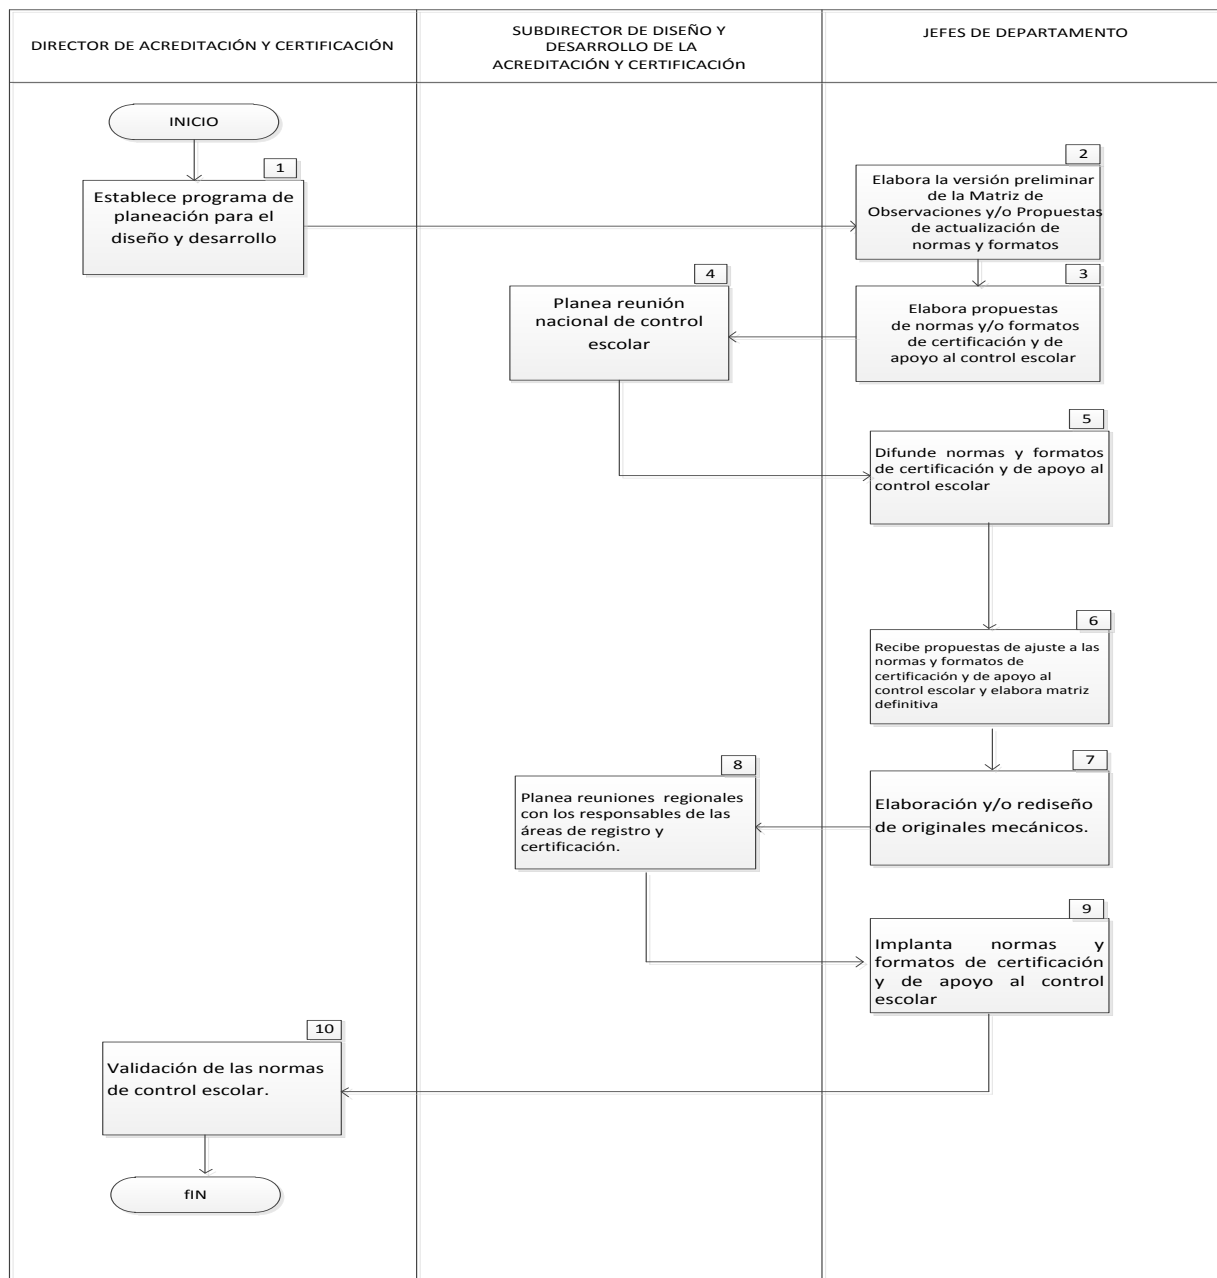 DIRECTOR DE ACREDITACIÓN Y CERTIFICACIÓN
SUBDIRECTOR DE DISEÑO Y
DESARROLLO DE LA
ACREDITACIÓN Y CERTIFICACIÓn
JEFES DE DEPARTAMENTO
INICIO
1
Establece programa de
planeación para el
diseño y desarrollo
2
Elabora la versión preliminar
de la Matriz de
Observaciones y/o Propuestas
de actualización de
normas y formatos
3
Elabora propuestas
de normas y/o formatos
de certificación y de
apoyo al control escolar
4
Planea reunión
nacional de control
escolar
5
Difunde normas y formatos
de certificación y de apoyo al
control escolar
6
Recibe propuestas de ajuste a las
normas y formatos de
certificación y de apoyo al
control escolar y elabora matriz
definitiva
7
Elaboración y/o rediseño
de originales mecánicos.
8
Planea reuniones regionales
con los responsables de las
áreas de registro y
certificación.
9
Implanta normas y
formatos de certificación
y de apoyo al control
escolar
10
Validación de las normas
de control escolar.
fIN